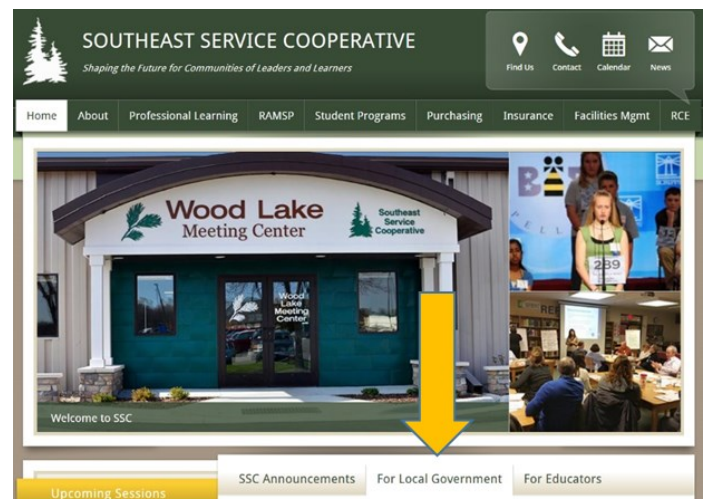 SOUTHEAST SERVICE COOPERATIVE
Shaping the Future for Communities of Leaders and Learners
Find Us Contact Calendar News
Home About Professional Learning RAMSP Student Programs Purchasing Insurance Facilities Mgmt RCE
Wood Lake
Meeting Center
Southeast
Service
Cooperative
Wood
Lake
Meeting
Center
289
Welcome to SSC
SSC Announcements For Local Government For Educators
Upcoming Sessions